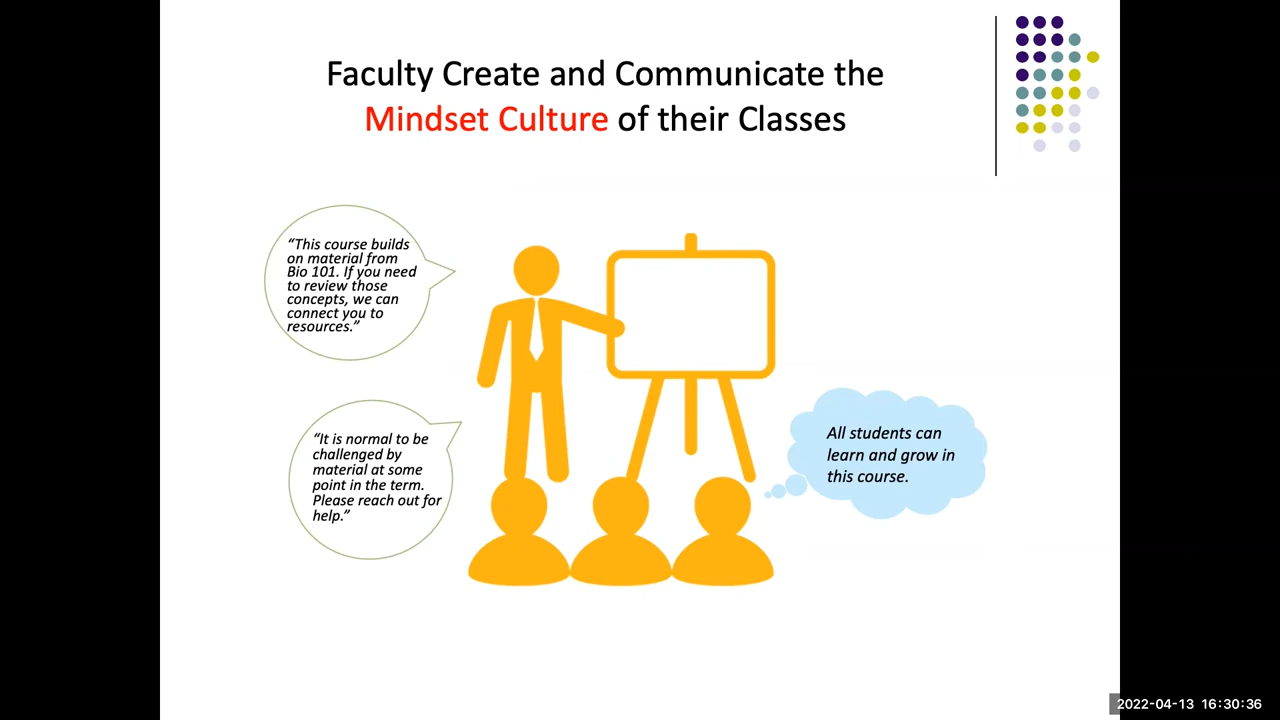 Faculty Create and Communicate the
Mindset Culture of their Classes
“This course builds
on material from
Bio 101. If you need
to review those
concepts, we can
connect you to
resources.”
“It is normal to be
challenged by
material at some
point in the term.
Please reach out for
help.”
All students can
learn and grow in
this course.
2022-04-13 16:30:36